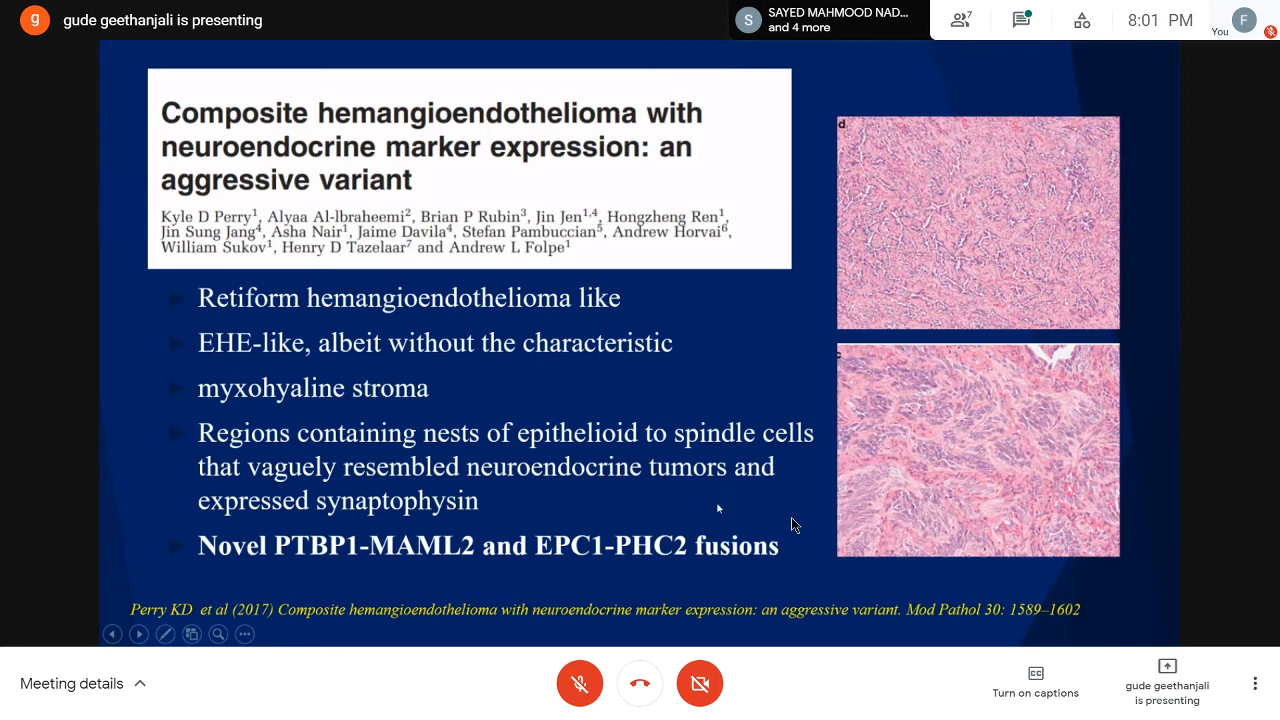 g
gude geethanjali is presenting
S
SAYED MAHMOOD NAD...
and 4 more
7
8:01 PM
You
F
Composite hemangioendothelioma with
neuroendocrine marker expression: an
aggressive variant
Kyle D Perry1, Alyaa Al-Ibraheemi2, Brian P Rubin3, Jin Jen1,4, Hongzheng Ren1,
Jin Sung Jang4, Asha Nair1, Jaime Davila4, Stefan Pambuccian5, Andrew Horvai6,
William Sukov1, Henry D Tazelaar7 and Andrew L Folpe1
Retiform hemangioendothelioma like
EHE-like, albeit without the characteristic
myxohyaline stroma
Regions containing nests of epithelioid to spindle cells
that vaguely resembled neuroendocrine tumors and
expressed synaptophysin
Novel PTBP1-MAML2 and EPC1-PHC2 fusions
d
c
Perry KD et al (2017) Composite hemangioendothelioma with neuroendocrine marker expression: an aggressive variant. Mod Pathol 30: 1589–1602
Meeting details
CC
Turn on captions
gude geethanjali
is presenting